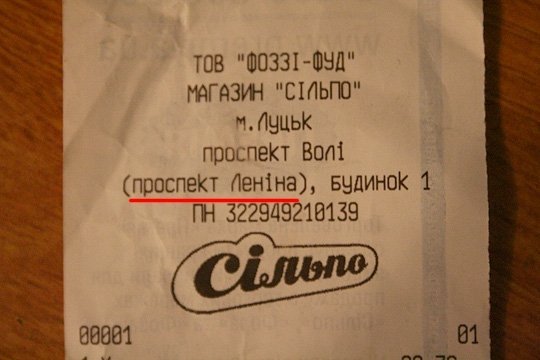 ТОВ "ФОЗЗІ-ФУД"
МАГАЗИН "СІЛЬПО"
м.Луцьк
проспект Волі
(проспект Леніна), будинок 1
ПН 322949210139
Сільпо
00001 01